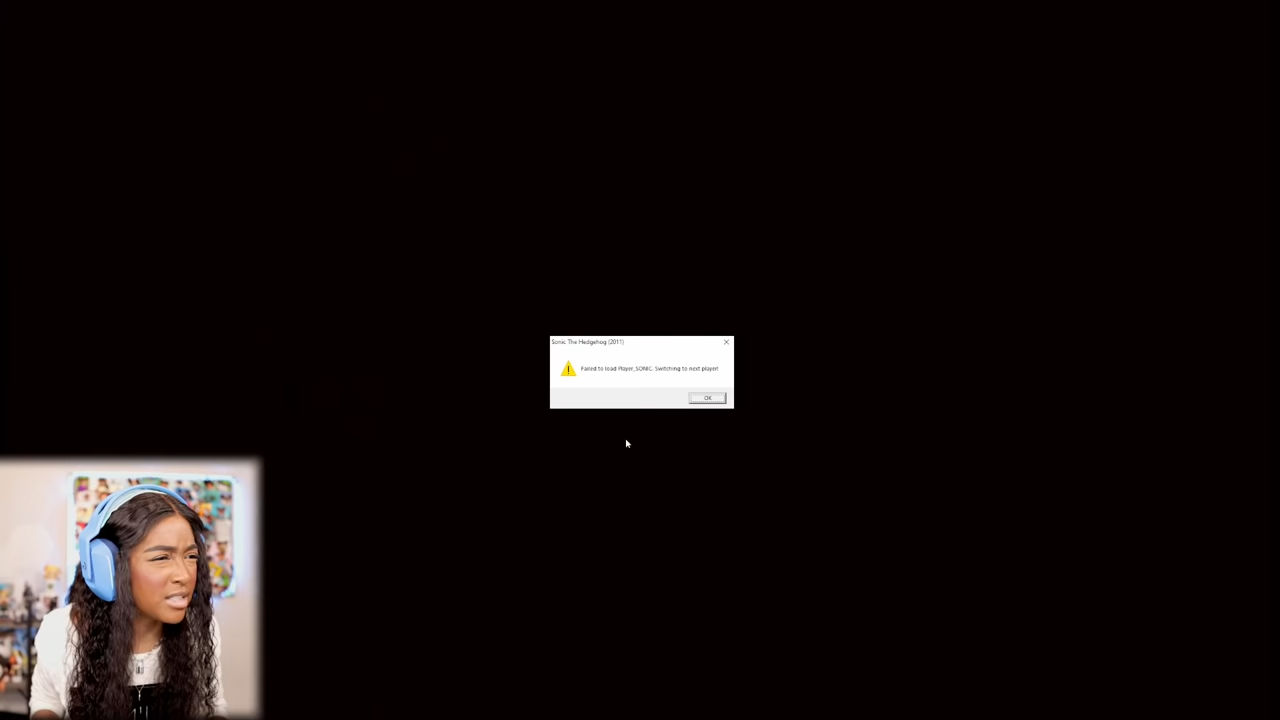 Sonic The Hedgehog (2011)
Failed to load Player_SONIC. Switching to next player!
OK